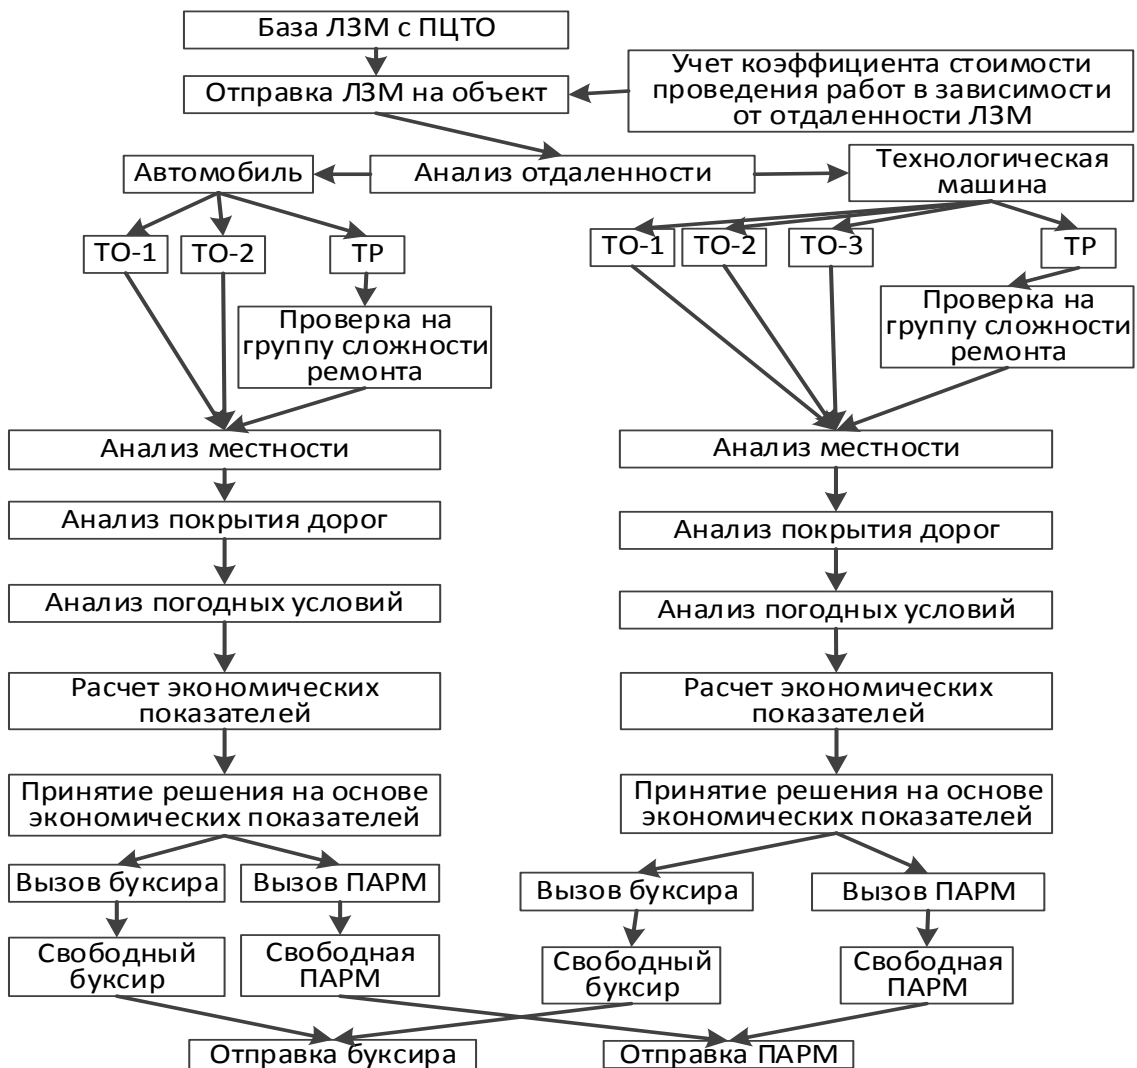 База ЛЗМ с ПЦТО
Отправка ЛЗМ на объект
Учет коэффициента стоимости
проведения работ в зависимости
от отдаленности ЛЗМ
Автомобиль
Анализ отдаленности
Технологическая
машина
ТО-1
ТО-2
ТР
ТО-1
ТО-2
ТО-3
ТР
Проверка на
группу сложности
ремонта
Проверка на
группу сложности
ремонта
Анализ местности
Анализ покрытия дорог
Анализ погодных условий
Расчет экономических
показателей
Принятие решения на основе
экономических показателей
Вызов буксира
Вызов ПАРМ
Свободный
буксир
Свободная
ПАРМ
Анализ местности
Анализ покрытия дорог
Анализ погодных условий
Расчет экономических
показателей
Принятие решения на основе
экономических показателей
Вызов буксира
Вызов ПАРМ
Свободный
буксир
Свободная
ПАРМ
Отправка буксира
Отправка ПАРМ